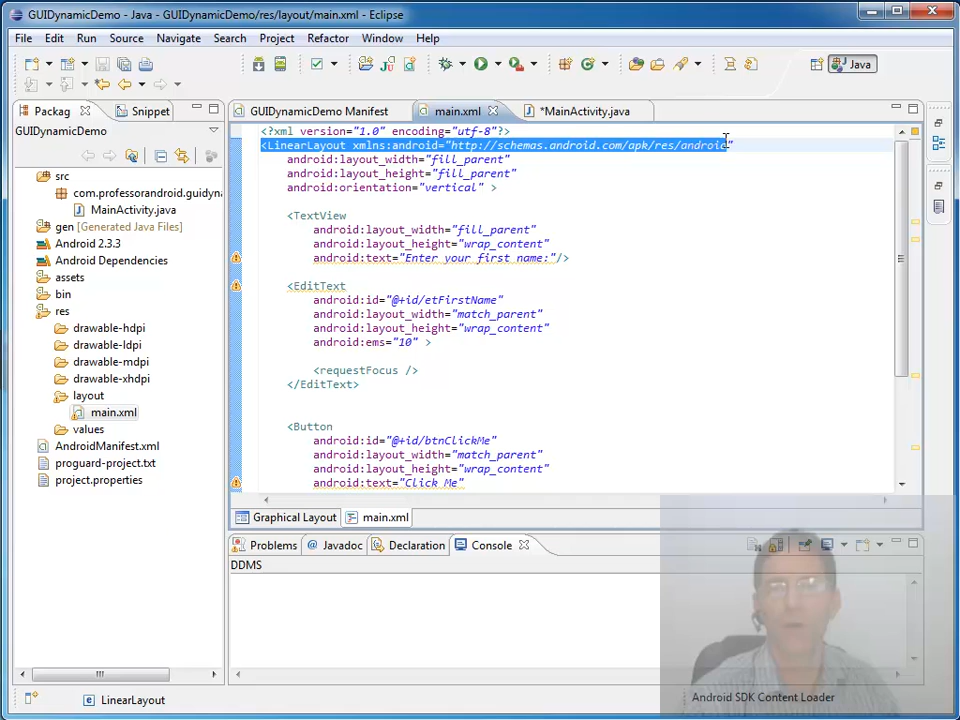 GUIDynamicDemo - Java - GUIDynamicDemo/res/layout/main.xml - Eclipse
File Edit Run Source Navigate Search Project Refactor Window Help
Java
Packag Snippet
GUIDynamicDemo Manifest main.xml *MainActivity.java
GUIDynamicDemo
src
com.professorandroid.guidyn
MainActivity.java
gen [Generated Java Files]
Android 2.3.3
Android Dependencies
assets
bin
res
drawable-hdpi
drawable-ldpi
drawable-mdpi
drawable-xhdpi
layout
main.xml
values
AndroidManifest.xml
proguard-project.txt
project.properties
<?xml version="1.0" encoding="utf-8"?>
<LinearLayout xmlns:android="http://schemas.android.com/apk/res/android"
android:layout_width="fill_parent"
android:layout_height="fill_parent"
android:orientation="vertical" >
<TextView
android:layout_width="fill_parent"
android:layout_height="wrap_content"
android:text="Enter your first name:"/>
<EditText
android:id="@+id/etFirstName"
android:layout_width="match_parent"
android:layout_height="wrap_content"
android:ems="10" >
<requestFocus />
</EditText>
<Button
android:id="@+id/btnClickMe"
android:layout_width="match_parent"
android:layout_height="wrap_content"
android:text="Click Me"
Graphical Layout main.xml
Problems Javadoc Declaration Console
DDMS
LinearLayout
Android SDK Content Loader